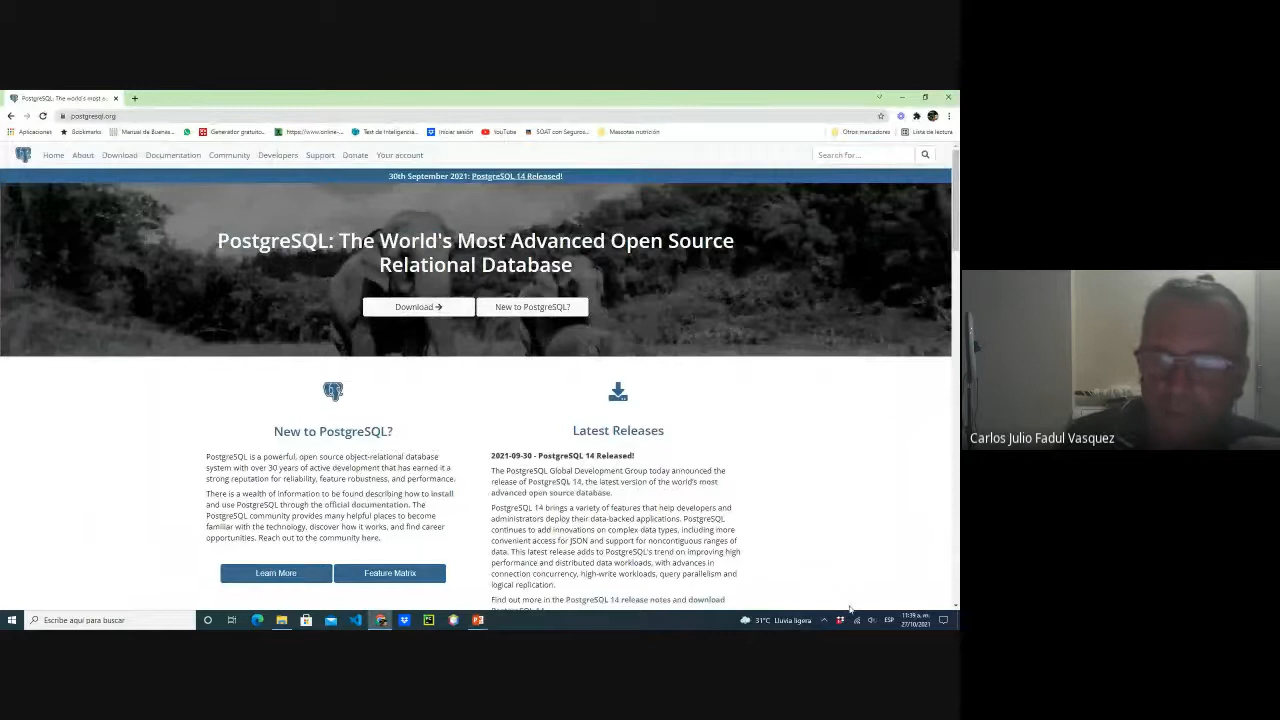 PostgreSQL: The world's most a
postgresql.org
Aplicaciones
Bookmarks
Manual de Buenas...
Generador gratuito...
https://www.online-...
Test de Inteligencia...
Iniciar sesión
YouTube
SOAT con Seguros...
Mascotas nutrición
Otros marcadores
Lista de lectura
Home About Download Documentation Community Developers Support Donate Your account
Search for...
30th September 2021: PostgreSQL 14 Released!
PostgreSQL: The World's Most Advanced Open Source
Relational Database
Download
New to PostgreSQL?
New to PostgreSQL?
PostgreSQL is a powerful, open source object-relational database
system with over 30 years of active development that has earned it a
strong reputation for reliability, feature robustness, and performance.
There is a wealth of information to be found describing how to install
and use PostgreSQL through the official documentation. The
PostgreSQL community provides many helpful places to become
familiar with the technology, discover how it works, and find career
opportunities. Reach out to the community here.
Learn More
Feature Matrix
Latest Releases
2021-09-30 - PostgreSQL 14 Released!
The PostgreSQL Global Development Group today announced the
release of PostgreSQL 14, the latest version of the world's most
advanced open source database.
PostgreSQL 14 brings a variety of features that help developers and
administrators deploy their data-backed applications. PostgreSQL
continues to add innovations on complex data types, including more
convenient access for JSON and support for noncontiguous ranges of
data. This latest release adds to PostgreSQL's trend on improving high
performance and distributed data workloads, with advances in
connection concurrency, high-write workloads, query parallelism and
logical replication.
Find out more in the PostgreSQL 14 release notes and download
Carlos Julio Fadul Vasquez
Escribe aquí para buscar
31°C Lluvia ligera
ESP
11:39 a. m.
27/10/2021